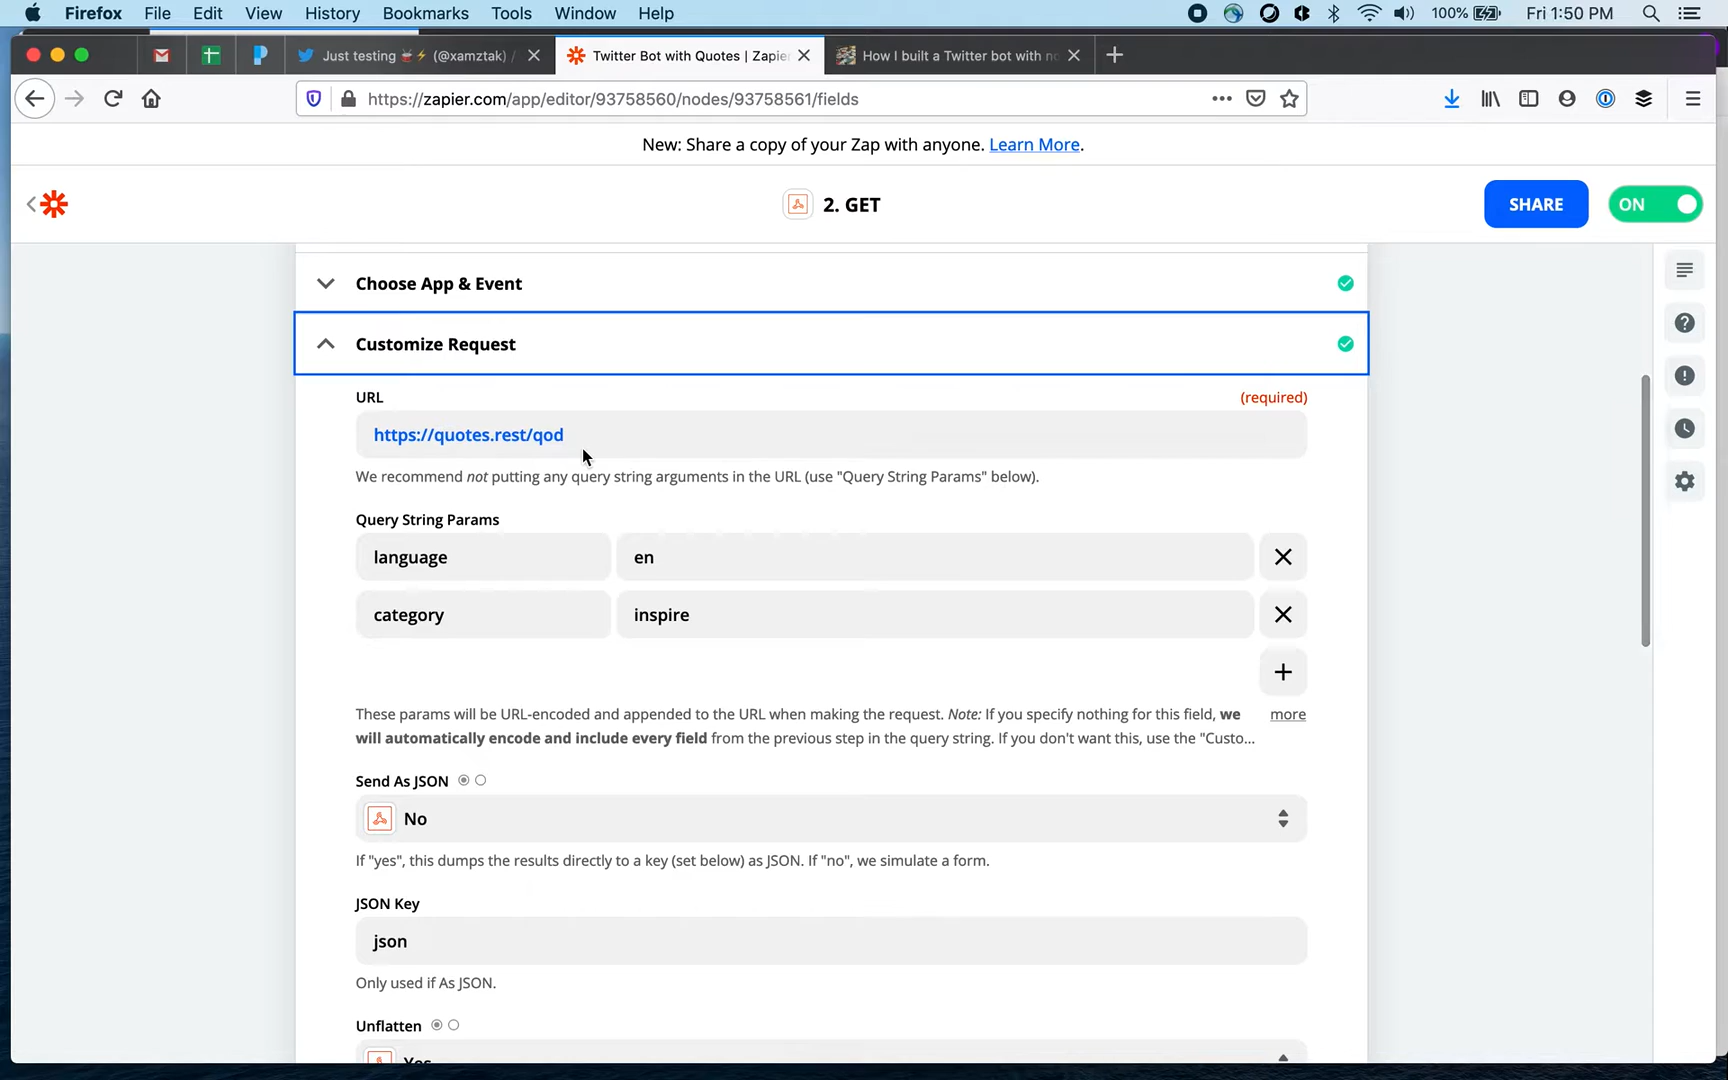 Firefox File Edit View History Bookmarks Tools Window Help 100% Fri 1:50 PM
Just testing (@xamztak) / Twitter Bot with Quotes | Zapier How I built a Twitter bot with no
https://zapier.com/app/editor/93758560/nodes/93758561/fields
New: Share a copy of your Zap with anyone. Learn More.
2. GET SHARE ON
Choose App & Event
Customize Request
URL (required)
https://quotes.rest/qod
We recommend not putting any query string arguments in the URL (use "Query String Params" below).
Query String Params
language en
category inspire
These params will be URL-encoded and appended to the URL when making the request. Note: If you specify nothing for this field, we more
will automatically encode and include every field from the previous step in the query string. If you don't want this, use the "Custo...
Send As JSON
No
If "yes", this dumps the results directly to a key (set below) as JSON. If "no", we simulate a form.
JSON Key
json
Only used if As JSON.
Unflatten
Yes